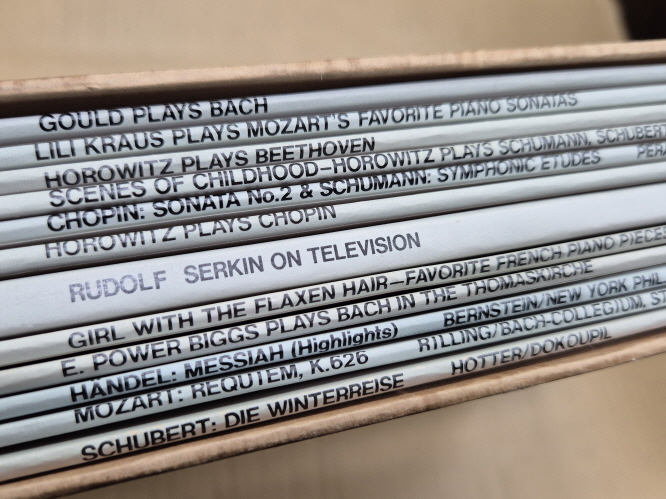 GOULD PLAYS BACH
LILI KRAUS PLAYS MOZART'S FAVORITE PIANO SONATAS
HOROWITZ PLAYS BEETHOVEN
SCENES OF CHILDHOOD—HOROWITZ PLAYS SCHUMANN, SCHUBERT
CHOPIN: SONATA No.2 & SCHUMANN: SYMPHONIC ETUDES PERA
HOROWITZ PLAYS CHOPIN
RUDOLF SERKIN ON TELEVISION
GIRL WITH THE FLAXEN HAIR—FAVORITE FRENCH PIANO PIECES
E. POWER BIGGS PLAYS BACH IN THE THOMASKIRCHE
HANDEL: MESSIAH (Highlights) BERNSTEIN/NEW YORK PHIL
MOZART: REQUIEM, K.626 RILLING/BACH-COLLEGIUM, ST
SCHUBERT: DIE WINTERREISE HOTTER/DOKOUPIL